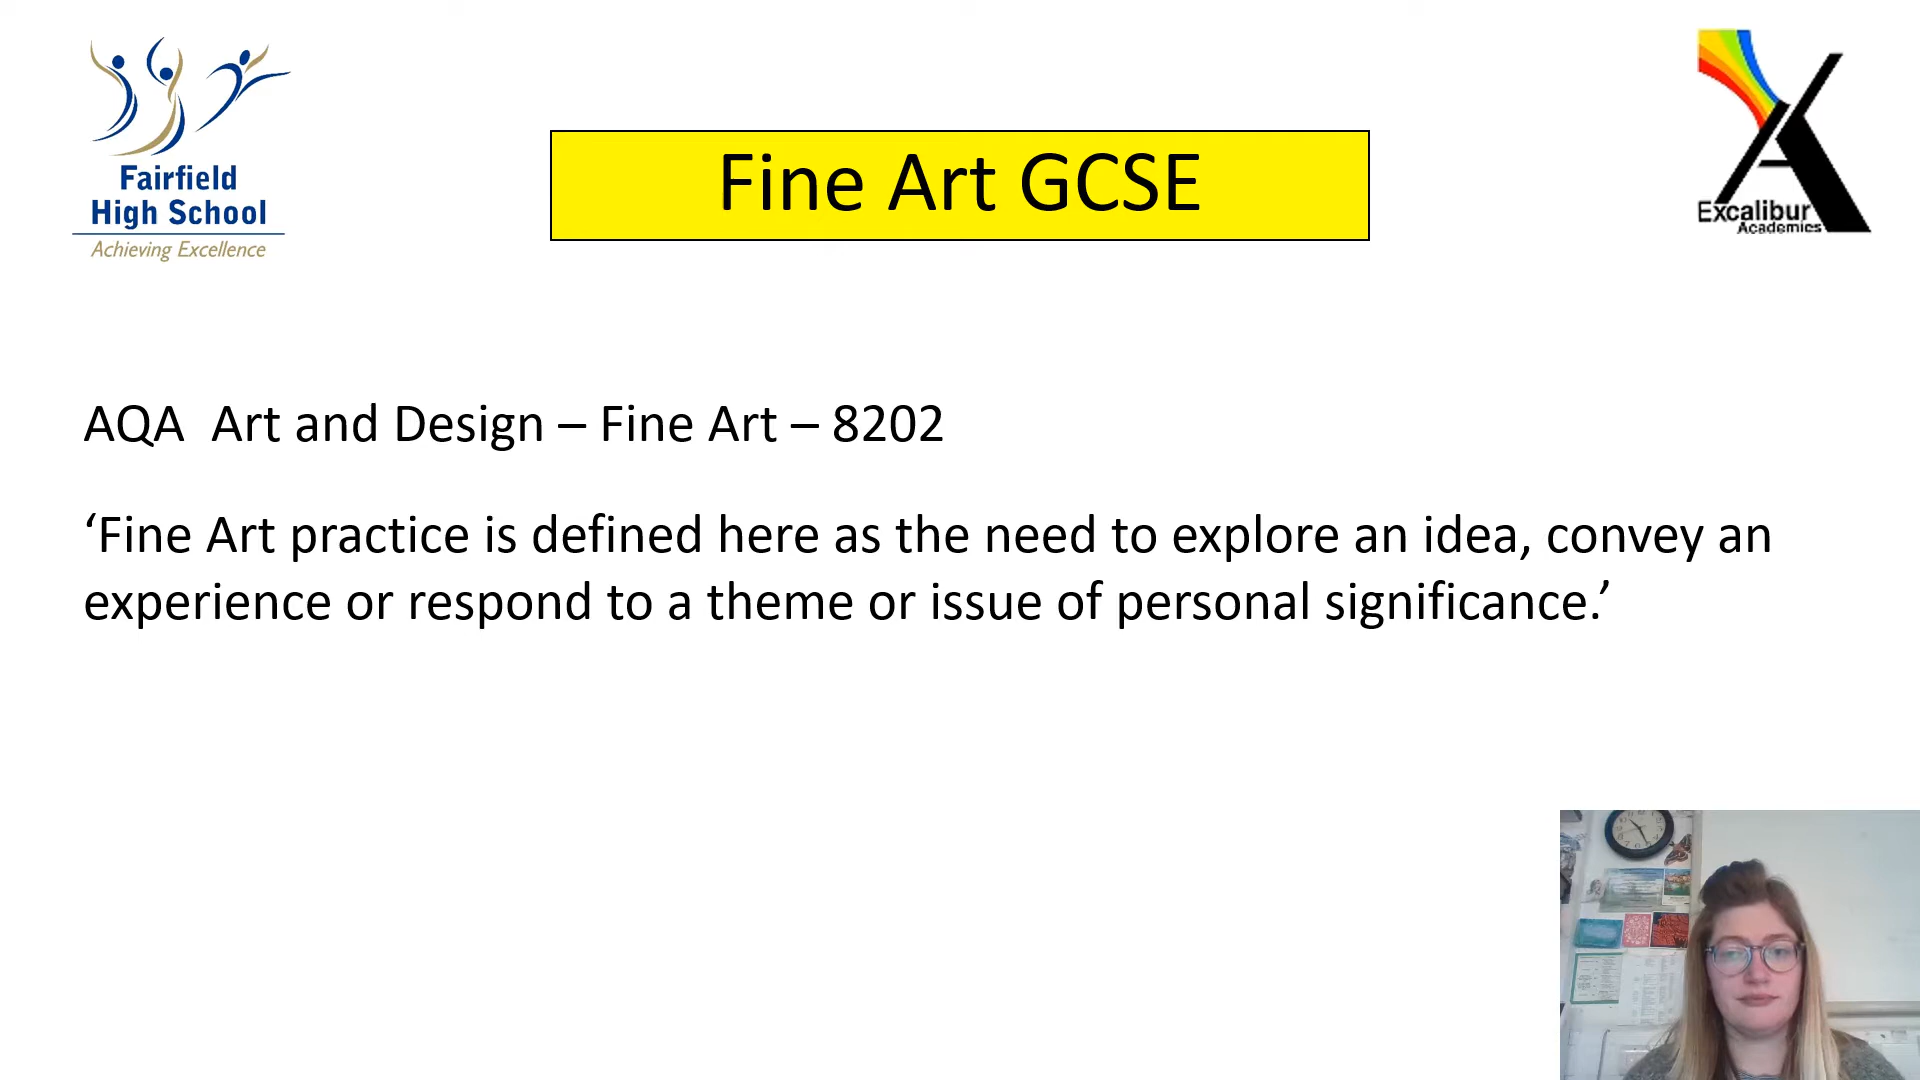 Fairfield
High School
Achieving Excellence
Fine Art GCSE
Excalibur
Academies
AQA  Art and Design – Fine Art – 8202
‘Fine Art practice is defined here as the need to explore an idea, convey an
experience or respond to a theme or issue of personal significance.’